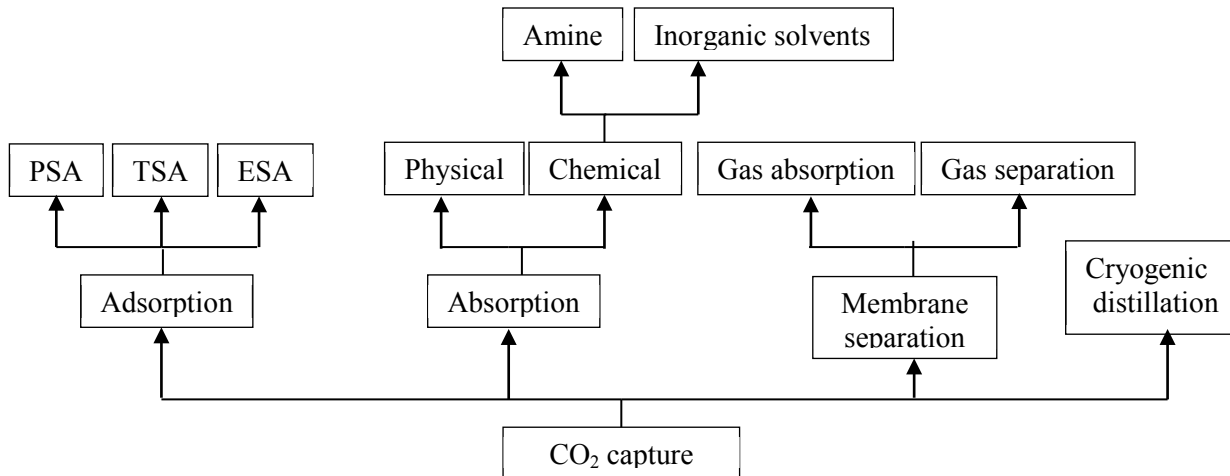 Amine
Inorganic solvents
PSA
TSA
ESA
Physical
Chemical
Gas absorption
Gas separation
Adsorption
Absorption
Membrane
separation
Cryogenic
distillation
CO₂ capture